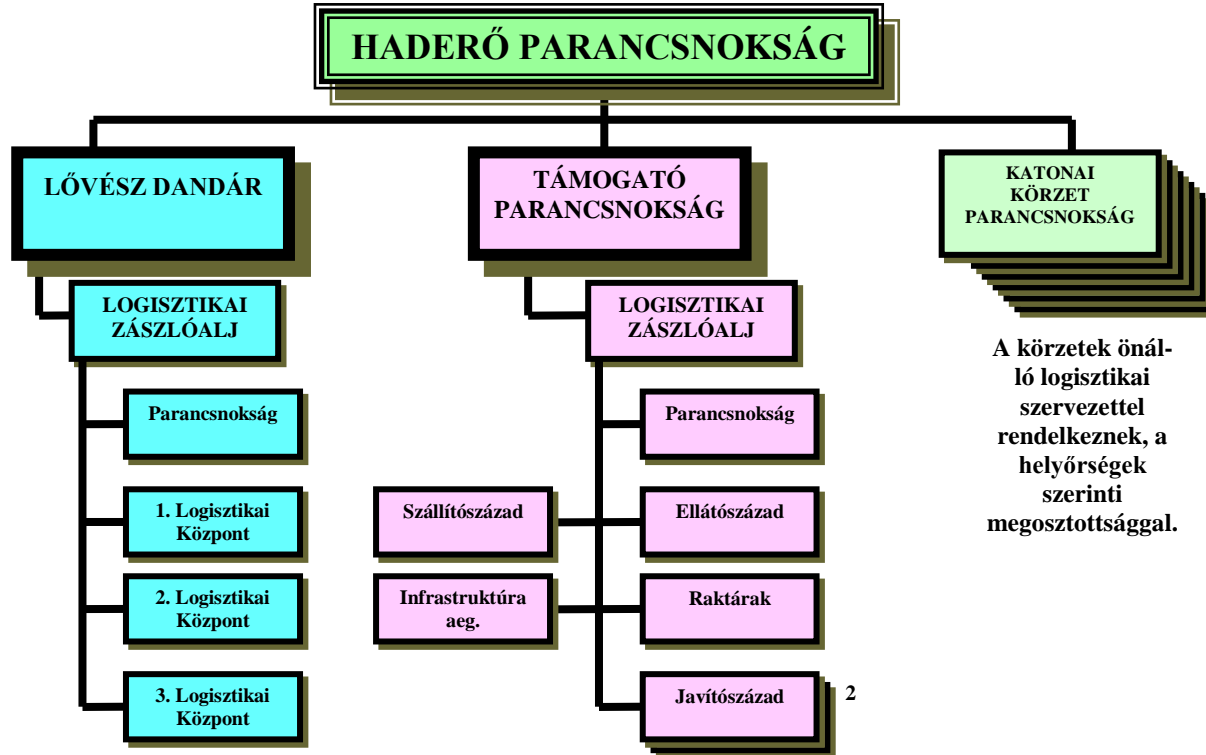 HADERŐ PARANCSNOKSÁG
LŐVÉSZ DANDÁR
LOGISZTIKAI
ZÁSZLÓALJ
Parancsnokság
1. Logisztikai
Központ
2. Logisztikai
Központ
3. Logisztikai
Központ
TÁMOGATÓ
PARANCSNOKSÁG
LOGISZTIKAI
ZÁSZLÓALJ
Parancsnokság
Szállítószázad
Ellátószázad
Infrastruktúra
aeg.
Raktárak
Javítószázad
2
KATONAI
KÖRZET
PARANCSNOKSÁG
A körzetek önál-
ló logisztikai
szervezettel
rendelkeznek, a
helyőrségek
szerinti
megosztottsággal.